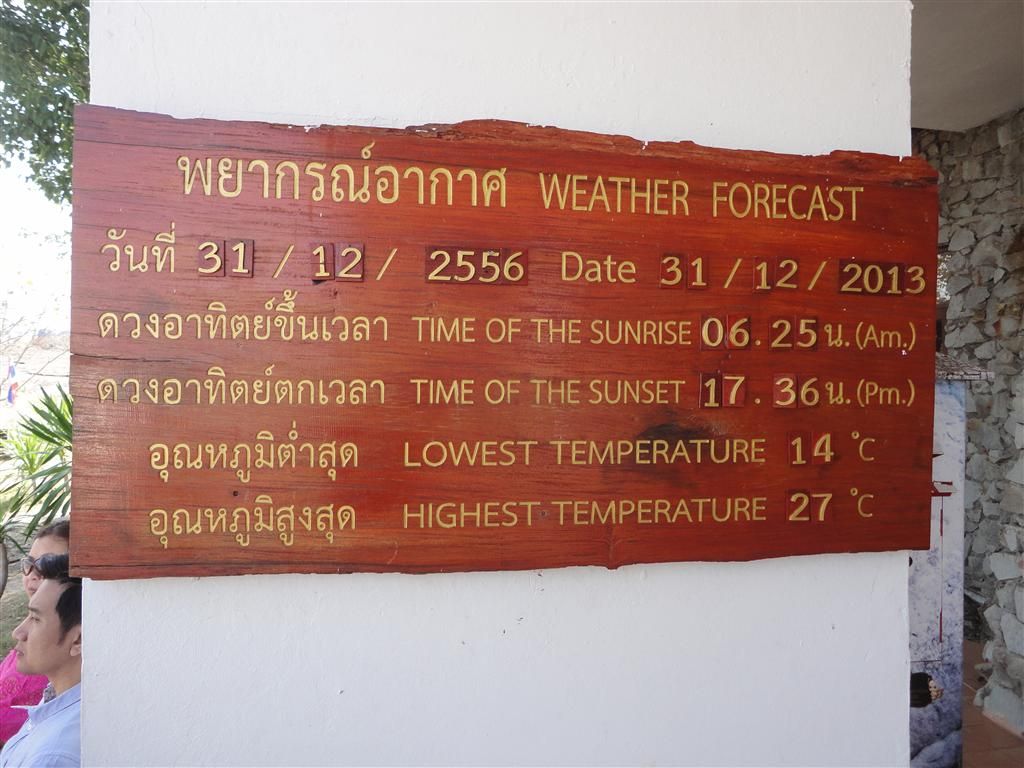 พยากรณ์อากาศ WEATHER FORECAST
วันที่ 31 / 12 / 2556 Date 31 / 12 / 2013
ดวงอาทิตย์ขึ้นเวลา TIME OF THE SUNRISE 06.25 น. (Am.)
ดวงอาทิตย์ตกเวลา TIME OF THE SUNSET 17.36 น. (Pm.)
อุณหภูมิต่ำสุด LOWEST TEMPERATURE 14 °C
อุณหภูมิสูงสุด HIGHEST TEMPERATURE 27 °C